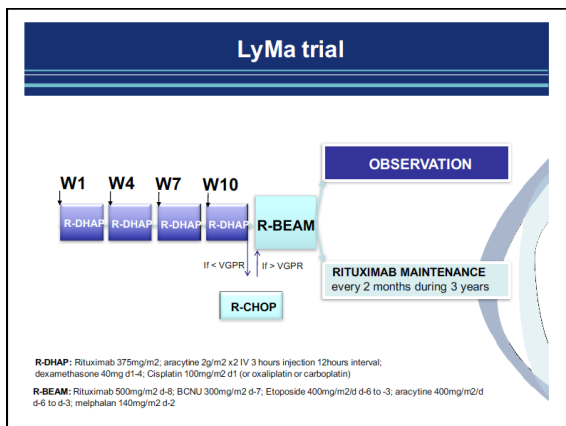 LyMa trial
OBSERVATION
W1 W4 W7 W10
R-DHAP R-DHAP R-DHAP R-DHAP R-BEAM
If < VGPR If > VGPR
RITUXIMAB MAINTENANCE
every 2 months during 3 years
R-CHOP
R-DHAP: Rituximab 375mg/m2; aracytine 2g/m2 x2 IV 3 hours injection 12hours interval;
dexamethasone 40mg d1-4; Cisplatin 100mg/m2 d1 (or oxaliplatin or carboplatin)
R-BEAM: Rituximab 500mg/m2 d-8; BCNU 300mg/m2 d-7; Etoposide 400mg/m2/d d-6 to -3; aracytine 400mg/m2/d
d-6 to d-3; melphalan 140mg/m2 d-2